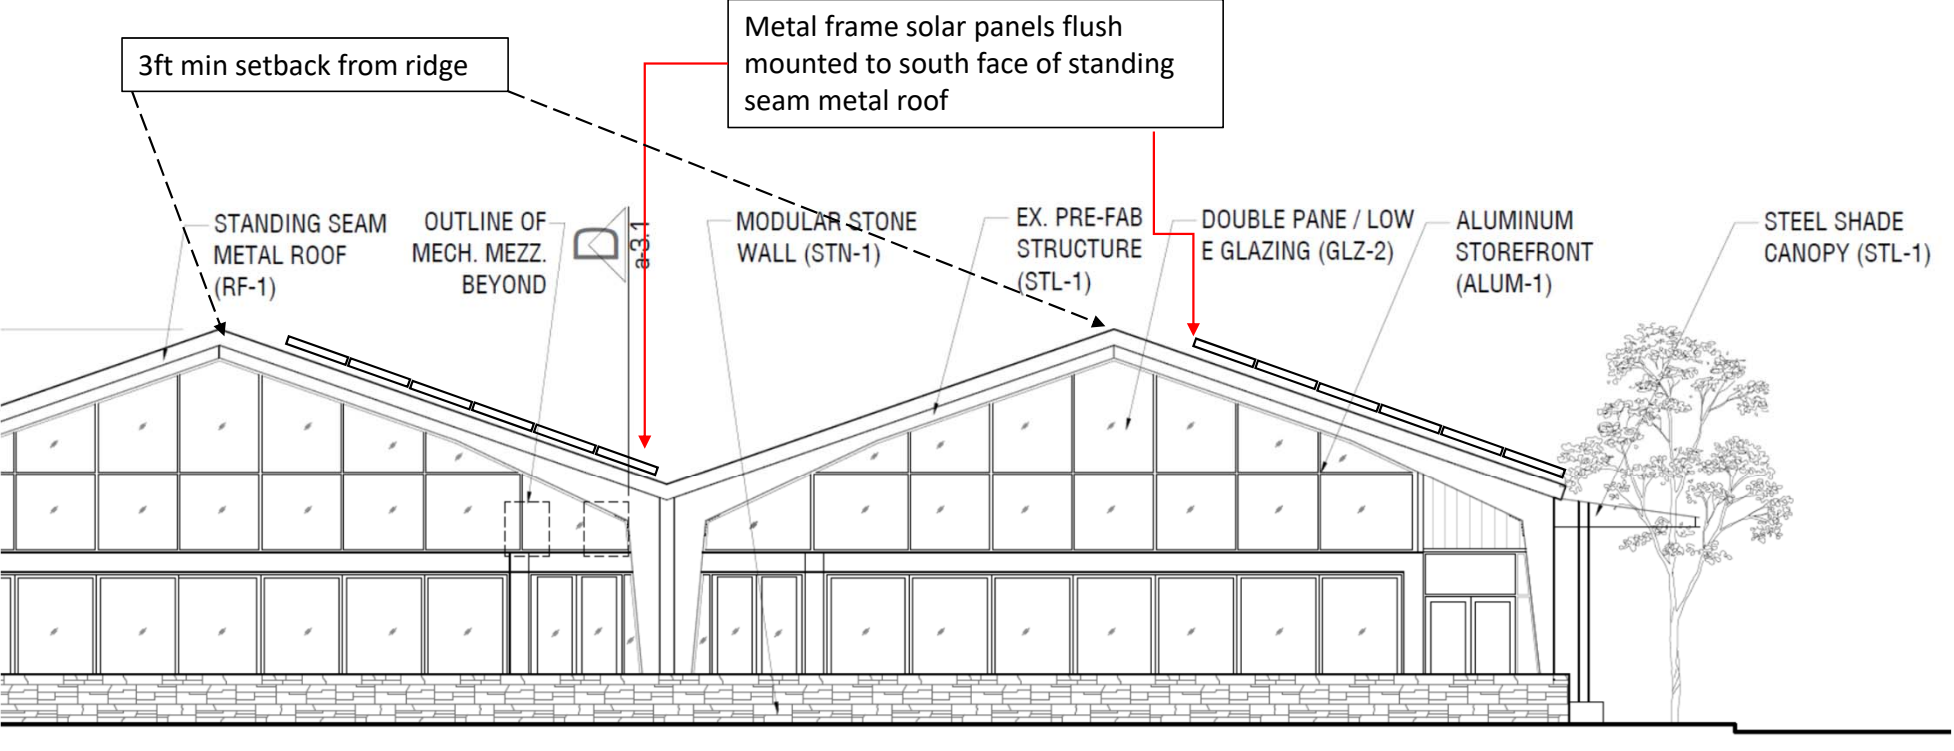 3ft min setback from ridge
Metal frame solar panels flush
mounted to south face of standing
seam metal roof
STANDING SEAM
METAL ROOF
(RF-1)
OUTLINE OF
MECH. MEZZ.
BEYOND
D
a-3.1
MODULAR STONE
WALL (STN-1)
EX. PRE-FAB
STRUCTURE
(STL-1)
DOUBLE PANE / LOW
E GLAZING (GLZ-2)
ALUMINUM
STOREFRONT
(ALUM-1)
STEEL SHADE
CANOPY (STL-1)